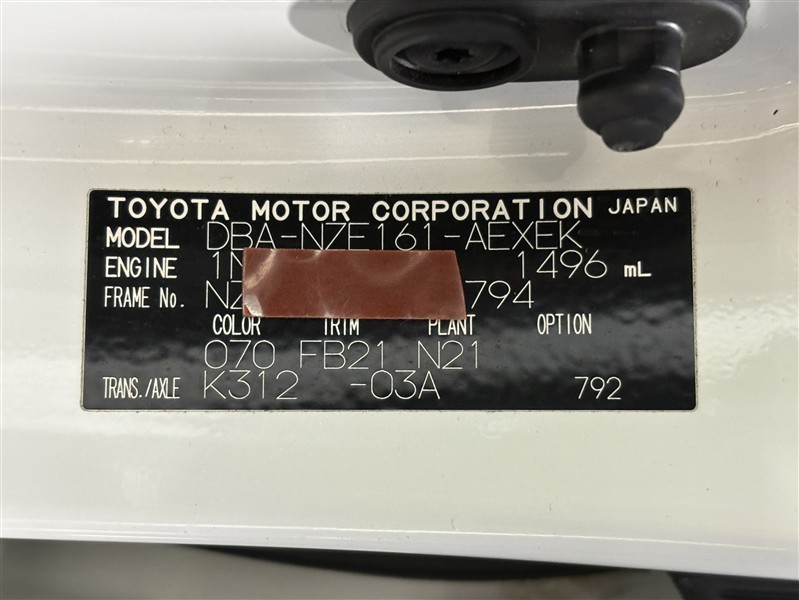 TOYOTA MOTOR CORPORATION JAPAN
MODEL DBA-NZE161-AEXEK
ENGINE 1N 1496 mL
FRAME No. NZ 794
COLOR TRIM PLANT OPTION
070 FB21 N21
TRANS./AXLE K312 -03A 792